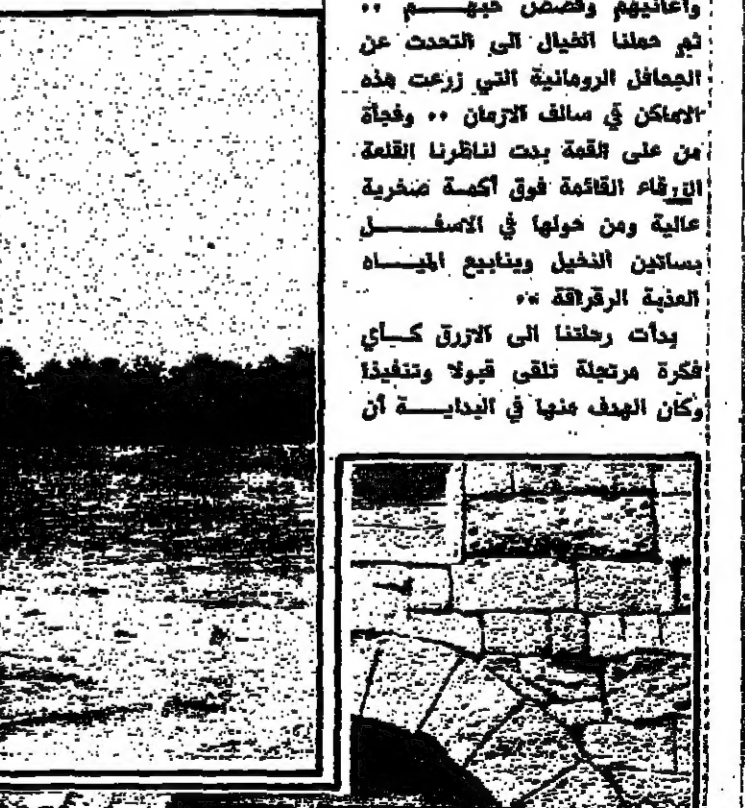 وأغانيهم وقصص حبهم ••
ثم حملنا الخيال الى التحدث عن
الجحافل الرومانية التي زرعت هذه
الاماكن في سالف الازمان •• وفجأة
من على القمة بدت لناظرنا القلعة
الزرقاء القائمة فوق أكمة صخرية
عالية ومن حولها في الاسفل
بساتين النخيل وينابيع المياه
العذبة الرقراقة ••
بدأت رحلتنا الى الازرق كأي
فكرة مرتجلة تلقى قبولا وتنفيذا
وكان الهدف منها في البداية أن